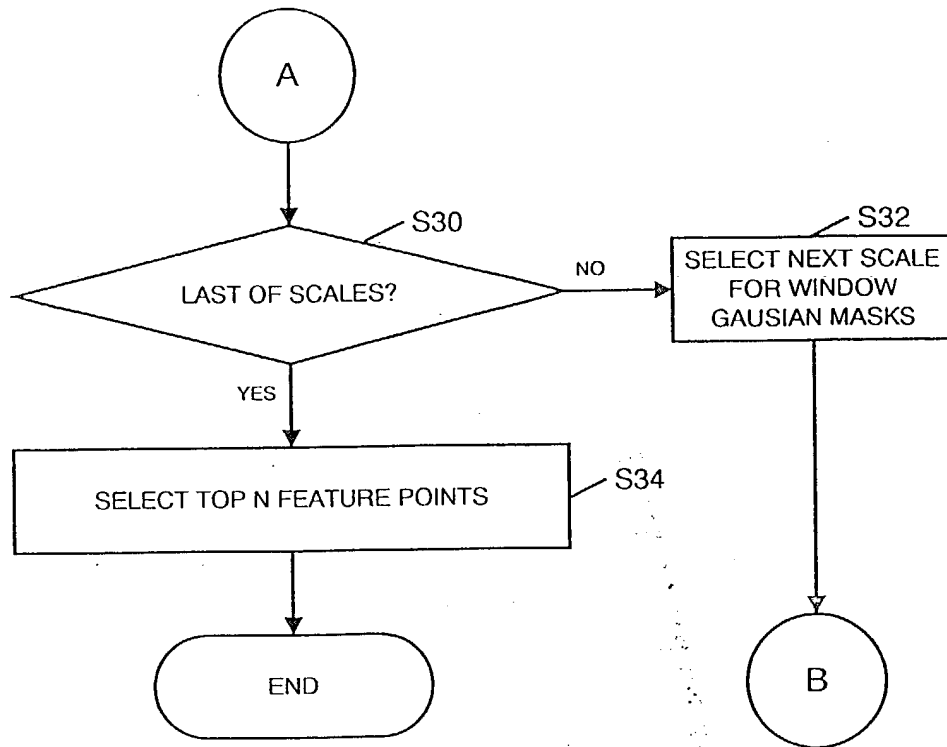 A
S30
LAST OF SCALES?
NO
S32
SELECT NEXT SCALE
FOR WINDOW
GAUSIAN MASKS
YES
SELECT TOP N FEATURE POINTS
S34
END
B